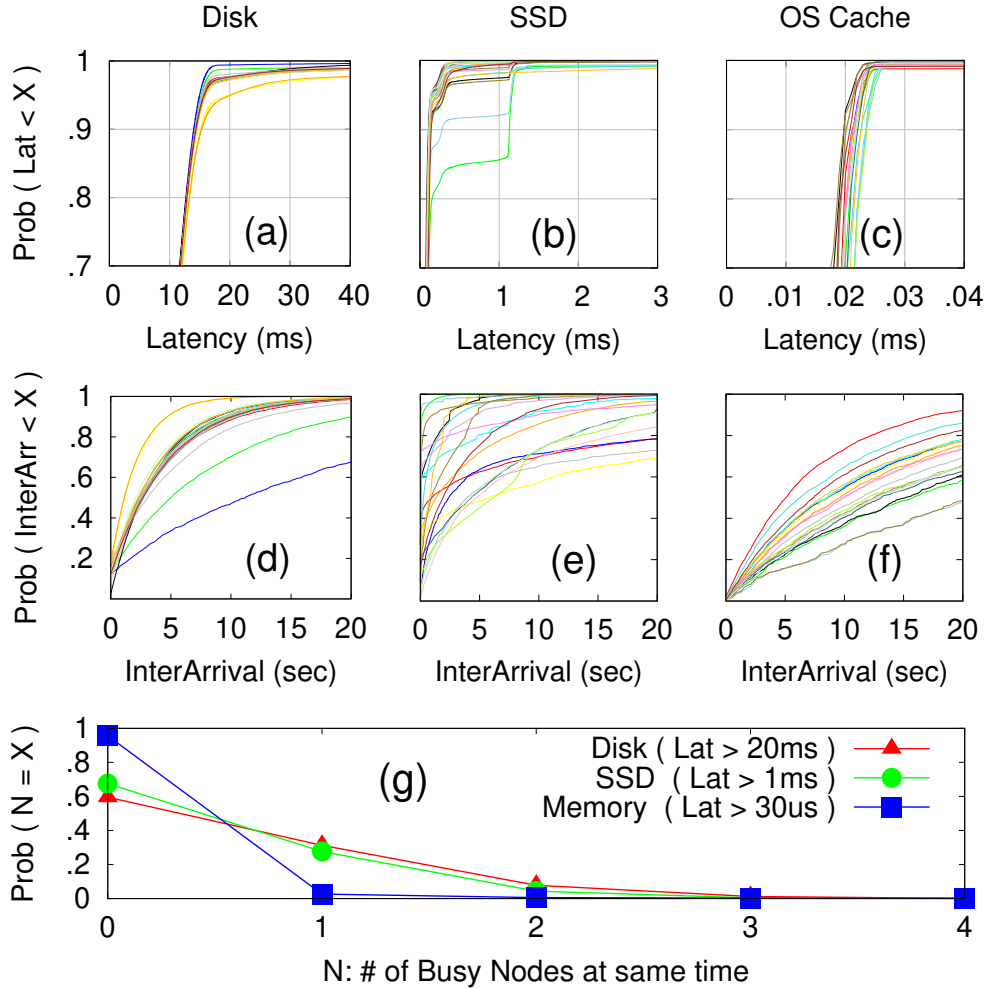 Disk SSD OS Cache
Prob ( Lat < X )
1
.9
.8
.7
(a) (b) (c)
0 10 20 30 40
0 1 2 3
0 .01 .02 .03 .04
Latency (ms) Latency (ms) Latency (ms)
Prob ( InterArr < X )
1
.8
.6
.4
.2
(d) (e) (f)
0 5 10 15 20
0 5 10 15 20
0 5 10 15 20
InterArrival (sec) InterArrival (sec) InterArrival (sec)
Prob ( N = X )
1
.8
.6
.4
.2
0
(g)
Disk ( Lat > 20ms )
SSD ( Lat > 1ms )
Memory ( Lat > 30us )
0 1 2 3 4
N: # of Busy Nodes at same time